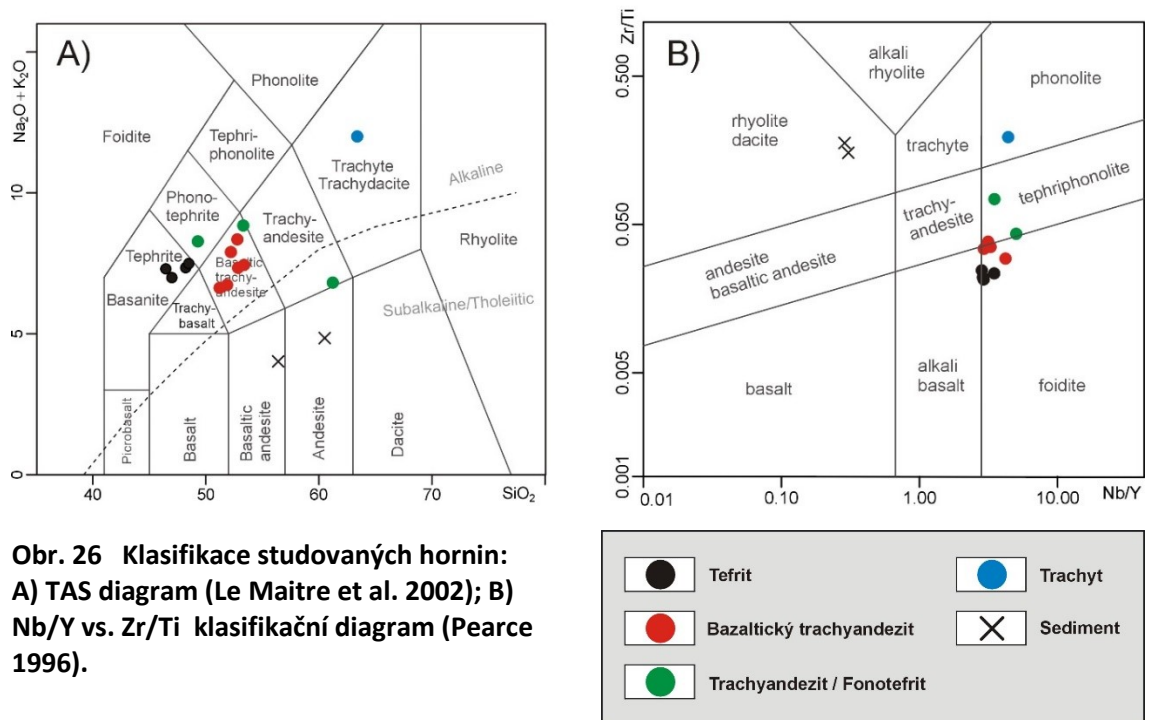 A)
Na₂O + K₂O
10
5
0
40
50
60
70
SiO₂
Phonolite
Foidite
Tephri-
phonolite
Trachyte
Trachydacite
Alkaline
Phono-
tephrite
Trachy-
andesite
Tephrite
Basanite
Basaltic
trachy-
andesite
Rhyolite
Trachy-
basalt
Subalkaline/Tholeiitic
Picrobasalt
Basalt
Basaltic
andesite
Andesite
Dacite
B)
Zr/Ti
0.500
0.050
0.005
0.001
0.01
0.10
1.00
10.00
Nb/Y
alkali
rhyolite
phonolite
rhyolite
dacite
trachyte
tephriphonolite
trachy-
andesite
andesite
basaltic andesite
basalt
alkali
basalt
foidite
Obr. 26 Klasifikace studovaných hornin:
A) TAS diagram (Le Maitre et al. 2002); B)
Nb/Y vs. Zr/Ti klasifikační diagram (Pearce
1996).
Tefrit
Trachyt
Bazaltický trachyandezit
Sediment
Trachyandezit / Fonotefrit